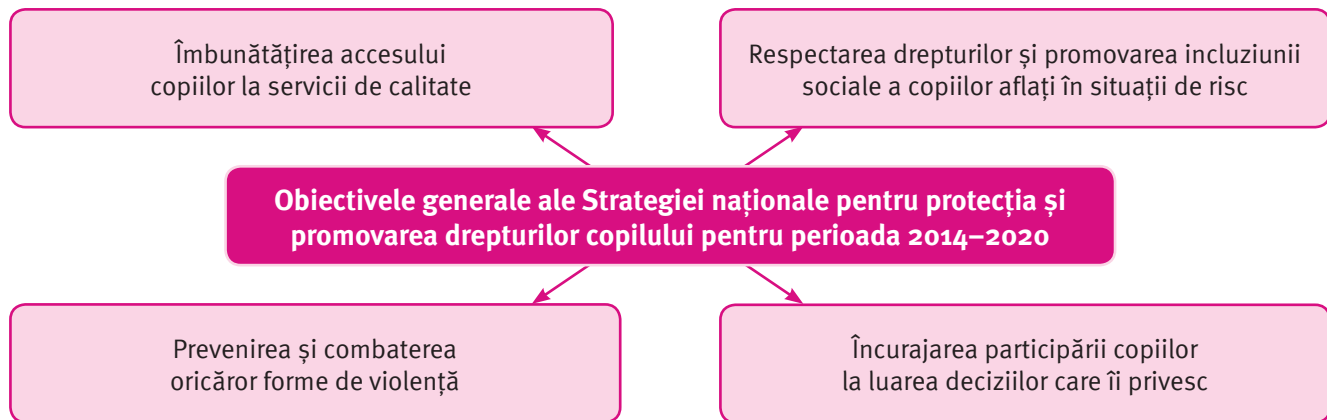 Îmbunătățirea accesului
copiilor la servicii de calitate
Respectarea drepturilor și promovarea incluziunii
sociale a copiilor aflați în situații de risc
Obiectivele generale ale Strategiei naționale pentru protecția și
promovarea drepturilor copilului pentru perioada 2014–2020
Prevenirea și combaterea
oricăror forme de violență
Încurajarea participării copiilor
la luarea deciziilor care îi privesc